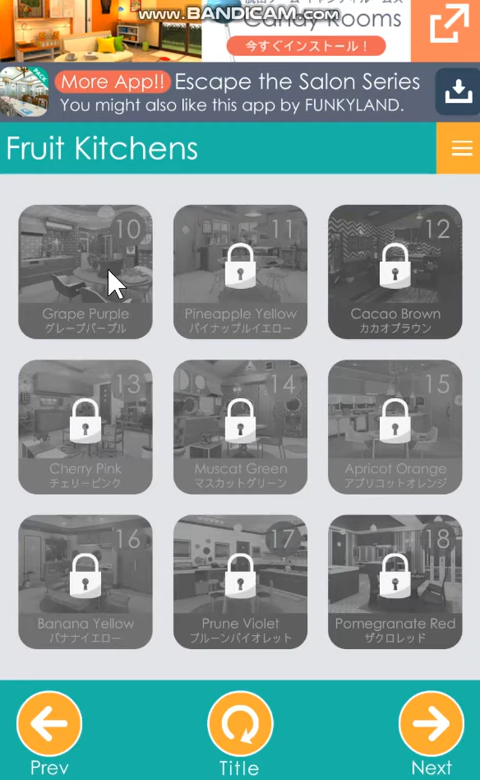 www.BANDICAM.com
Candy Rooms
今すぐインストール！
PACK
More App!! Escape the Salon Series
You might also like this app by FUNKYLAND.
Fruit Kitchens
10
11
12
Grape Purple
グレープパープル
Pineapple Yellow
パイナップルイエロー
Cacao Brown
カカオブラウン
13
14
15
Cherry Pink
チェリーピンク
Muscat Green
マスカットグリーン
Apricot Orange
アプリコットオレンジ
16
17
18
Banana Yellow
バナナイエロー
Prune Violet
プルーンバイオレット
Pomegranate Red
ザクロレッド
Prev
Title
Next